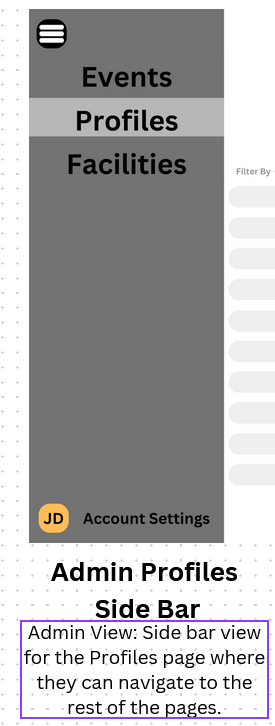 Events
Profiles
Facilities
Filter By
JD Account Settings
Admin Profiles
Side Bar
Admin View: Side bar view
for the Profiles page where
they can navigate to the
rest of the pages.